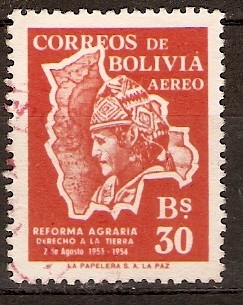 CORREOS DE
BOLIVIA
AEREO
Bs.
30
REFORMA AGRARIA
DERECHO A LA TIERRA
2 de Agosto 1953 - 1954
LA PAPELERA S. A. LA PAZ